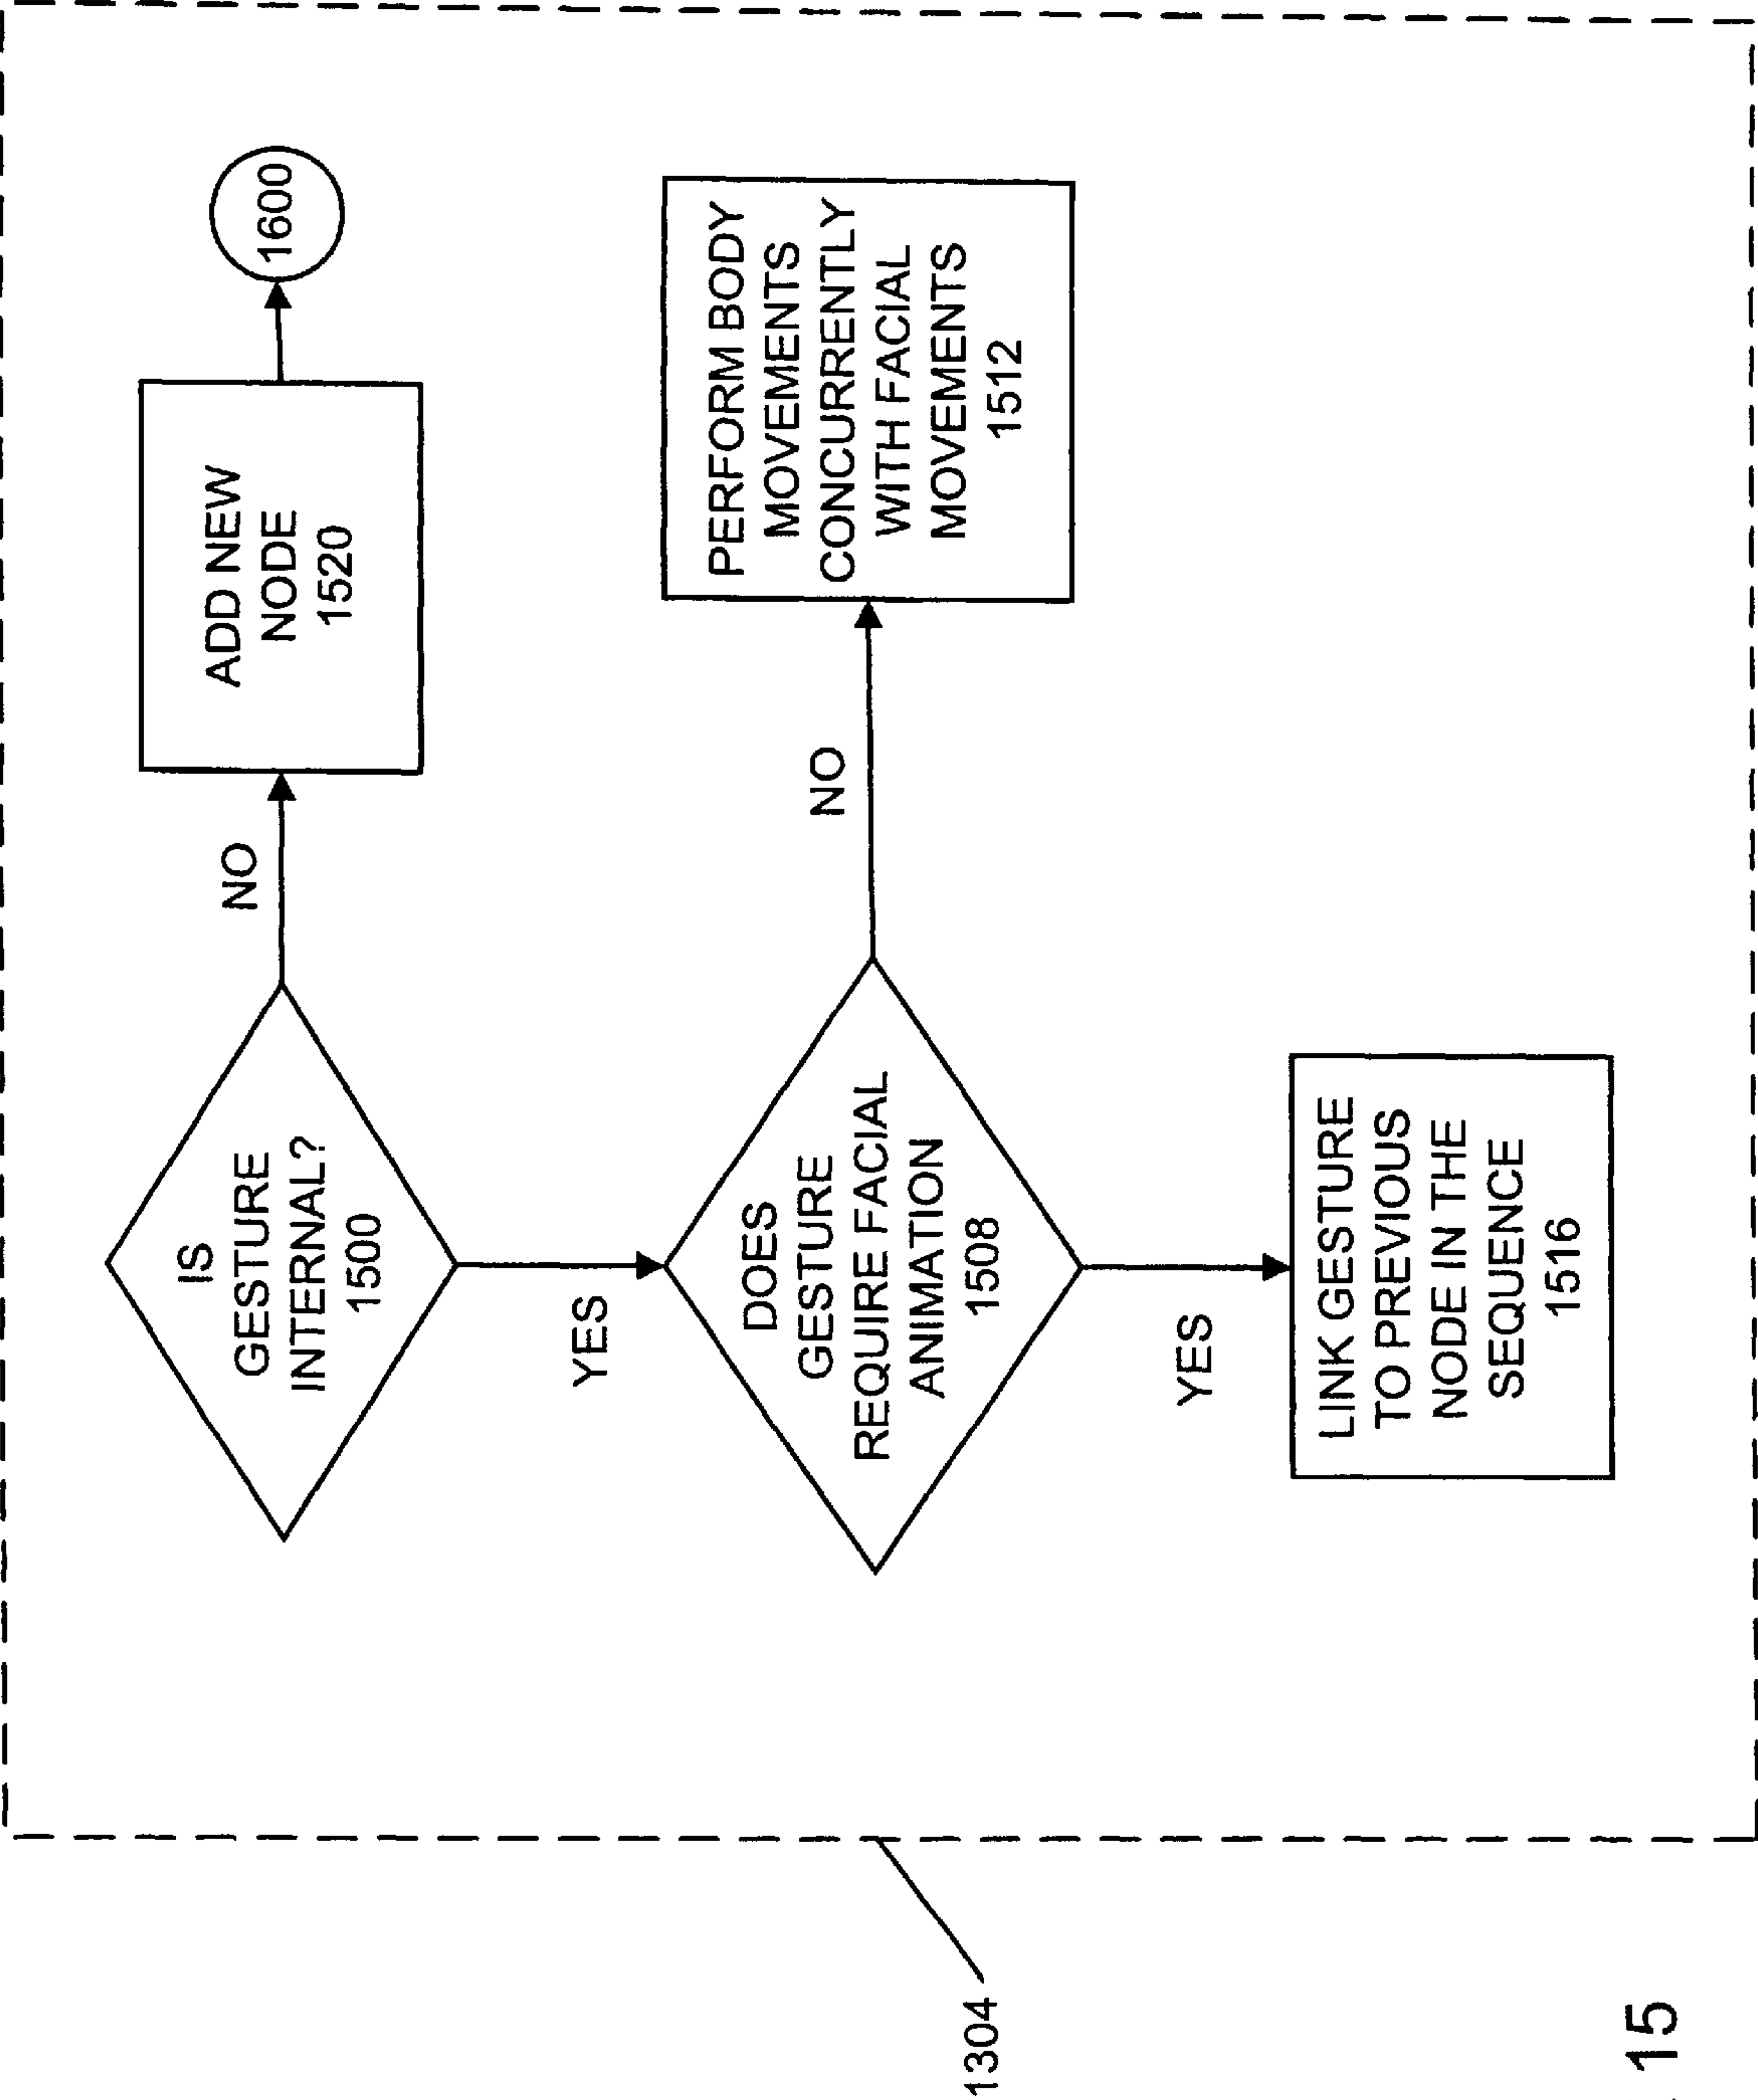 IS
GESTURE
INTERNAL?
1500
NO
ADD NEW
NODE
1520
1600
YES
DOES
GESTURE
REQUIRE FACIAL
ANIMATION
1508
NO
PERFORM BODY
MOVEMENTS
CONCURRENTLY
WITH FACIAL
MOVEMENTS
1512
YES
LINK GESTURE
TO PREVIOUS
NODE IN THE
SEQUENCE
1516
1304
15